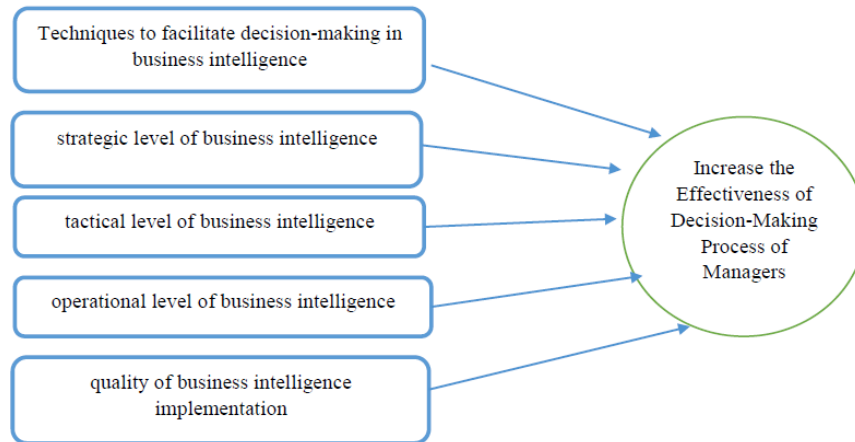 Techniques to facilitate decision-making in
business intelligence
strategic level of business intelligence
tactical level of business intelligence
operational level of business intelligence
quality of business intelligence
implementation
Increase the
Effectiveness of
Decision-Making
Process of
Managers